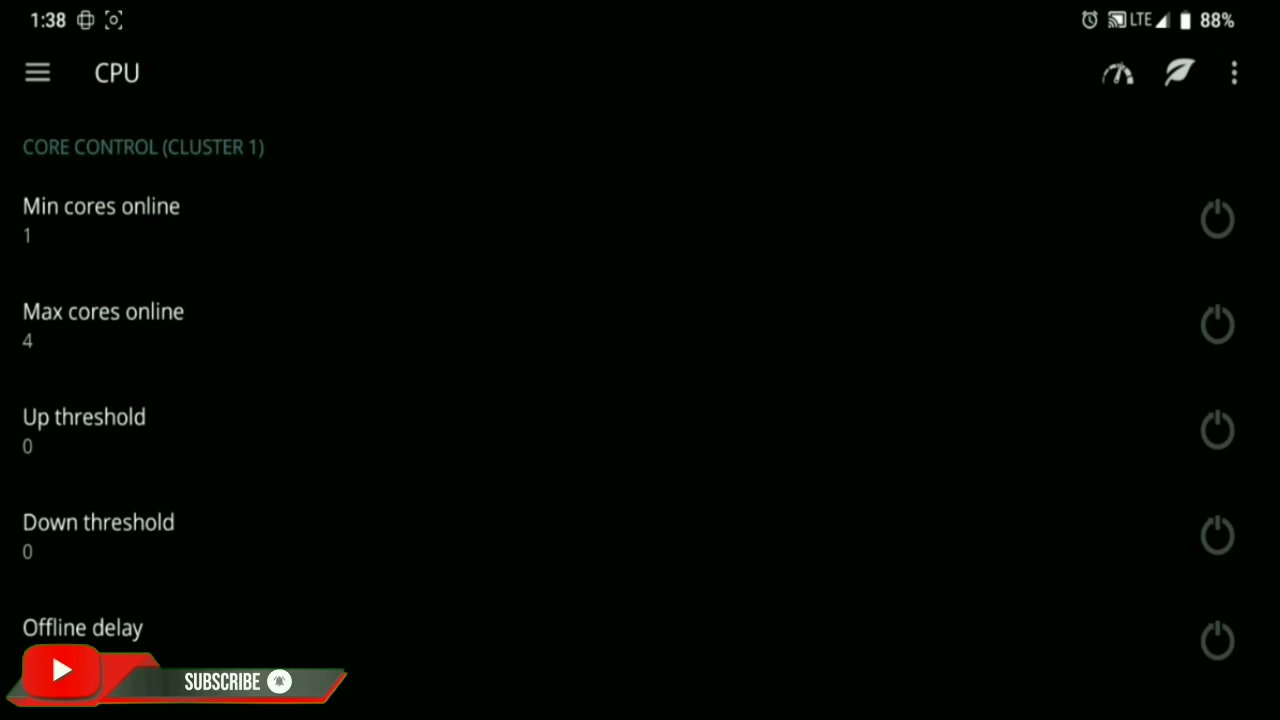 1:38 LTE 88%
CPU
CORE CONTROL (CLUSTER 1)
Min cores online
1
Max cores online
4
Up threshold
0
Down threshold
0
Offline delay
SUBSCRIBE